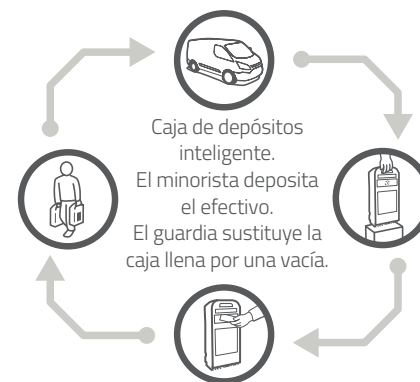 Caja de depósitos
inteligente.
El minorista deposita
el efectivo.
El guardia sustituye la
caja llena por una vacía.